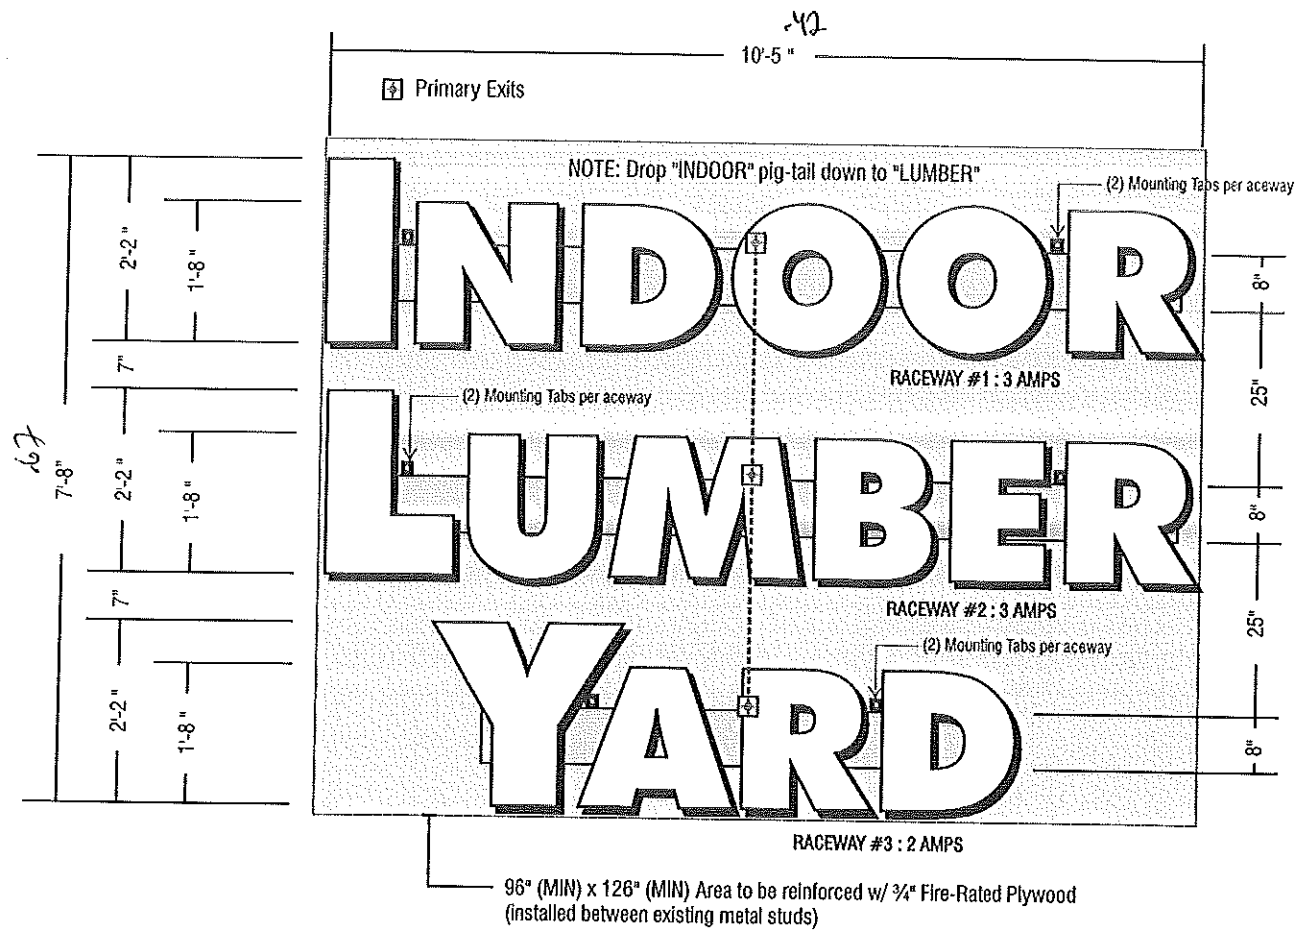 .42
10'-5 "
Primary Exits
NOTE: Drop "INDOOR" pig-tail down to "LUMBER"
(2) Mounting Tabs per aceway
INDOOR
2'-2 "
1'-8 "
8"
7"
RACEWAY #1 : 3 AMPS
25"
(2) Mounting Tabs per aceway
.67
7'-8"
LUMBER
2'-2 "
1'-8 "
8"
7"
RACEWAY #2 : 3 AMPS
25"
(2) Mounting Tabs per aceway
YARD
2'-2 "
1'-8 "
8"
RACEWAY #3 : 2 AMPS
96" (MIN) x 126" (MIN) Area to be reinforced w/ ¾" Fire-Rated Plywood
(installed between existing metal studs)